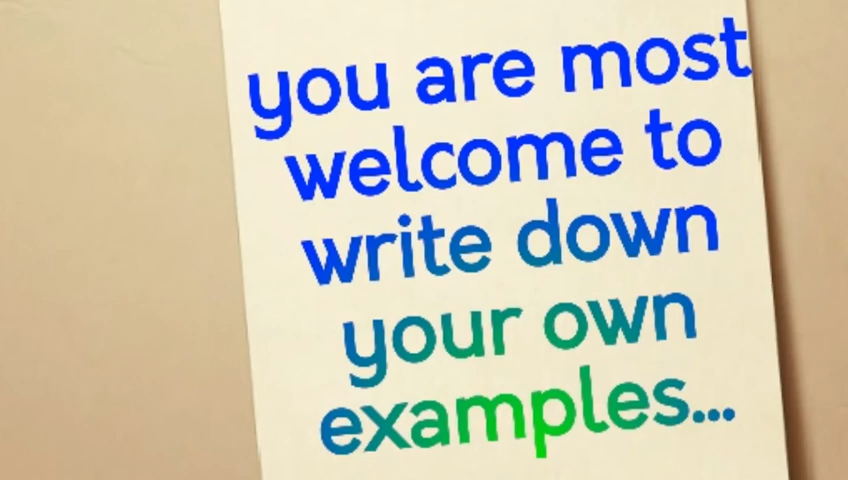 you are most
welcome to
write down
your own
examples...